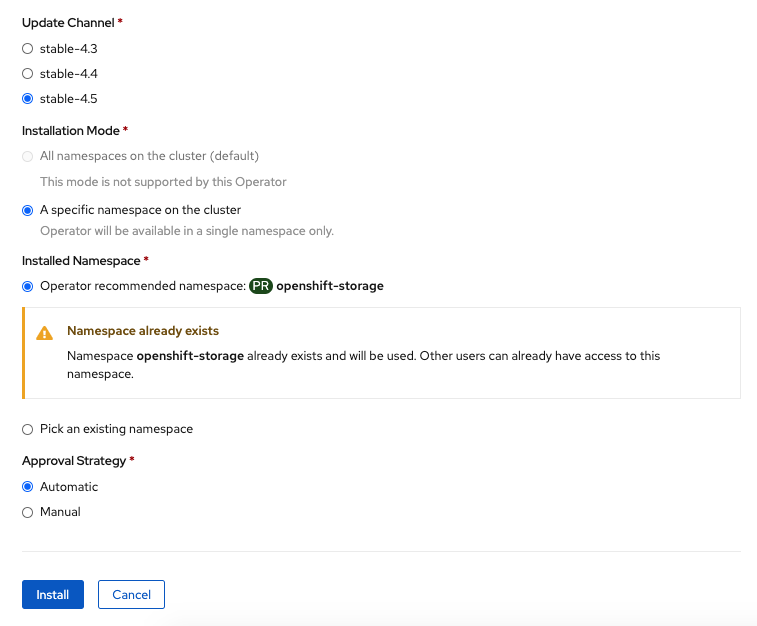 Update Channel *
stable-4.3
stable-4.4
stable-4.5
Installation Mode *
All namespaces on the cluster (default)
This mode is not supported by this Operator
A specific namespace on the cluster
Operator will be available in a single namespace only.
Installed Namespace *
Operator recommended namespace: PR openshift-storage
Namespace already exists
Namespace openshift-storage already exists and will be used. Other users can already have access to this
namespace.
Pick an existing namespace
Approval Strategy *
Automatic
Manual
Install Cancel